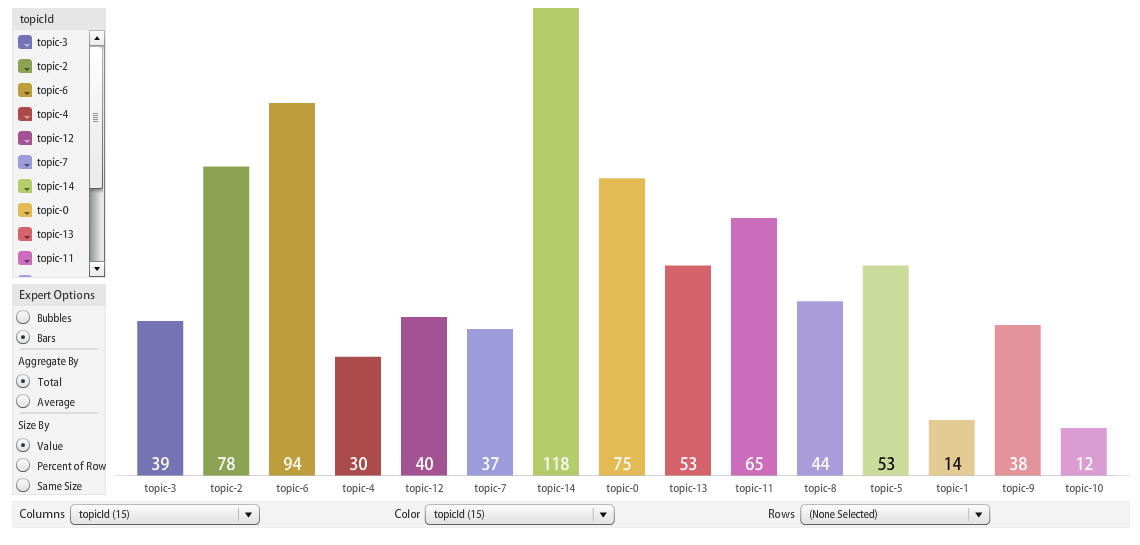 topicId
topic-3
topic-2
topic-6
topic-4
topic-12
topic-7
topic-14
topic-0
topic-13
topic-11
Expert Options
Bubbles
Bars
Aggregate By
Total
Average
Size By
Value
Percent of Row
Same Size
39 78 94 30 40 37 118 75 53 65 44 53 14 38 12
topic-3 topic-2 topic-6 topic-4 topic-12 topic-7 topic-14 topic-0 topic-13 topic-11 topic-8 topic-5 topic-1 topic-9 topic-10
Columns topicId (15) Color topicId (15) Rows (None Selected)